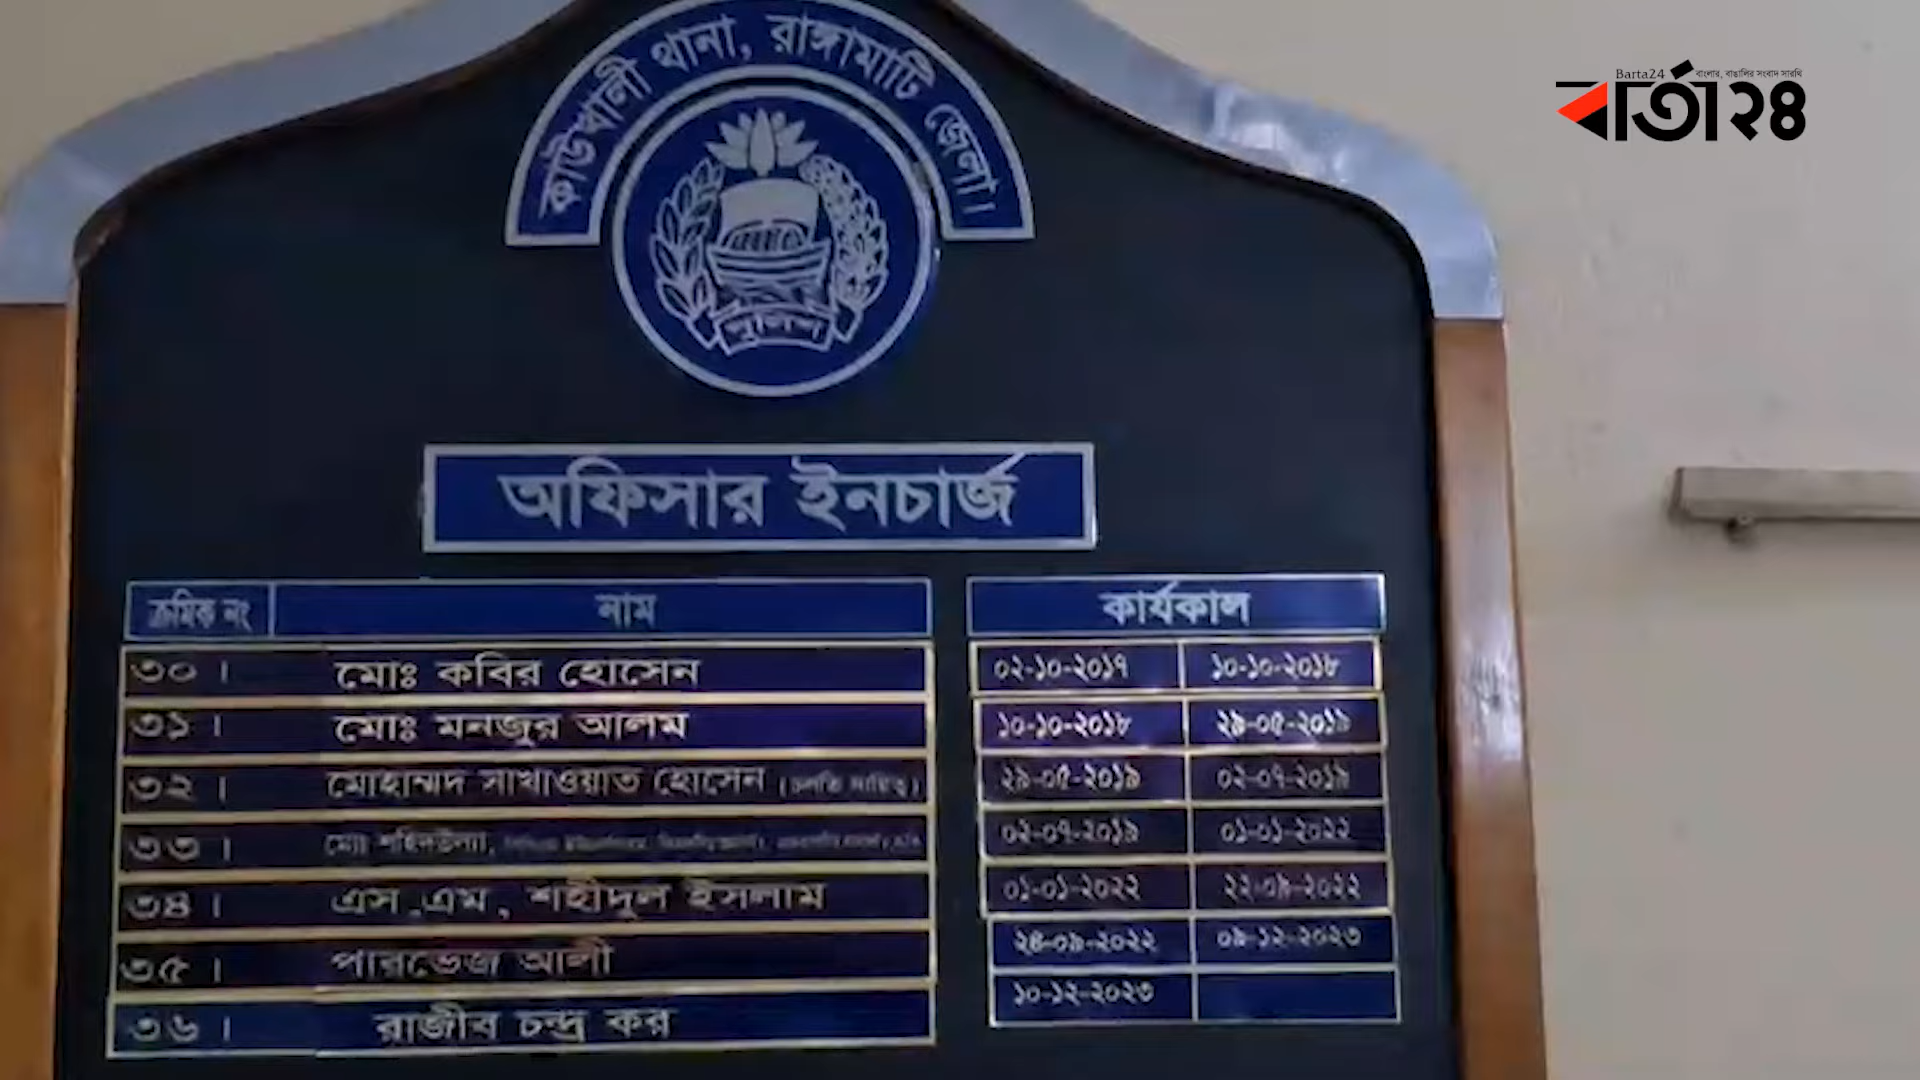 কাউখালী থানা, রাঙ্গামাটি জেলা।
Barta24 বাংলার, বাঙালির সংবাদ সারথি
বার্তা২৪
পুলিশ
অফিসার ইনচার্জ
ক্রমিক নং নাম কার্যকাল
৩০। মোঃ কবির হোসেন ০২-১০-২০১৭ ১০-১০-২০১৮
৩১। মোঃ মনজুর আলম ১০-১০-২০১৮ ২৯-০৫-২০১৯
৩২। মোহাম্মদ সাখাওয়াত হোসেন (চলতি দায়িত্ব) ২৯-০৫-২০১৯ ০২-০৭-২০১৯
৩৩। মোঃ শহিদউল্যা, ০২-০৭-২০১৯ ০১-০১-২০২২
৩৪। এস.এম. শহীদুল ইসলাম ০১-০১-২০২২ ২২-০৯-২০২২
৩৫। পারভেজ আলী ২৪-০৯-২০২২ ০৯-১২-২০২৩
৩৬। রাজীব চন্দ্র কর ১০-১২-২০২৩